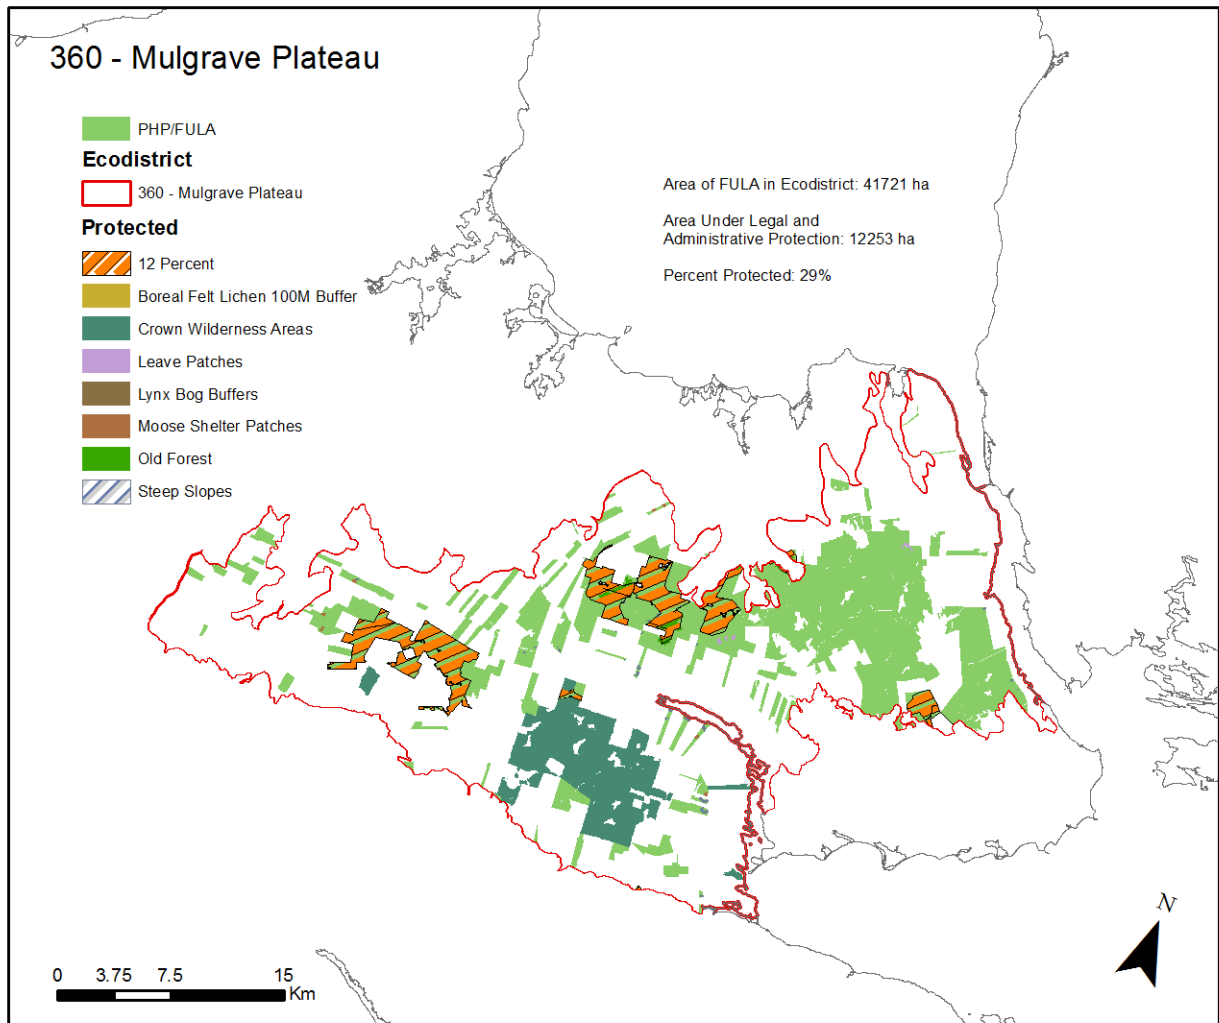 360 - Mulgrave Plateau
PHP/FULA
Ecodistrict
360 - Mulgrave Plateau
Protected
12 Percent
Boreal Felt Lichen 100M Buffer
Crown Wilderness Areas
Leave Patches
Lynx Bog Buffers
Moose Shelter Patches
Old Forest
Steep Slopes
Area of FULA in Ecodistrict: 41721 ha
Area Under Legal and
Administrative Protection: 12253 ha
Percent Protected: 29%
N
0 3.75 7.5 15
Km